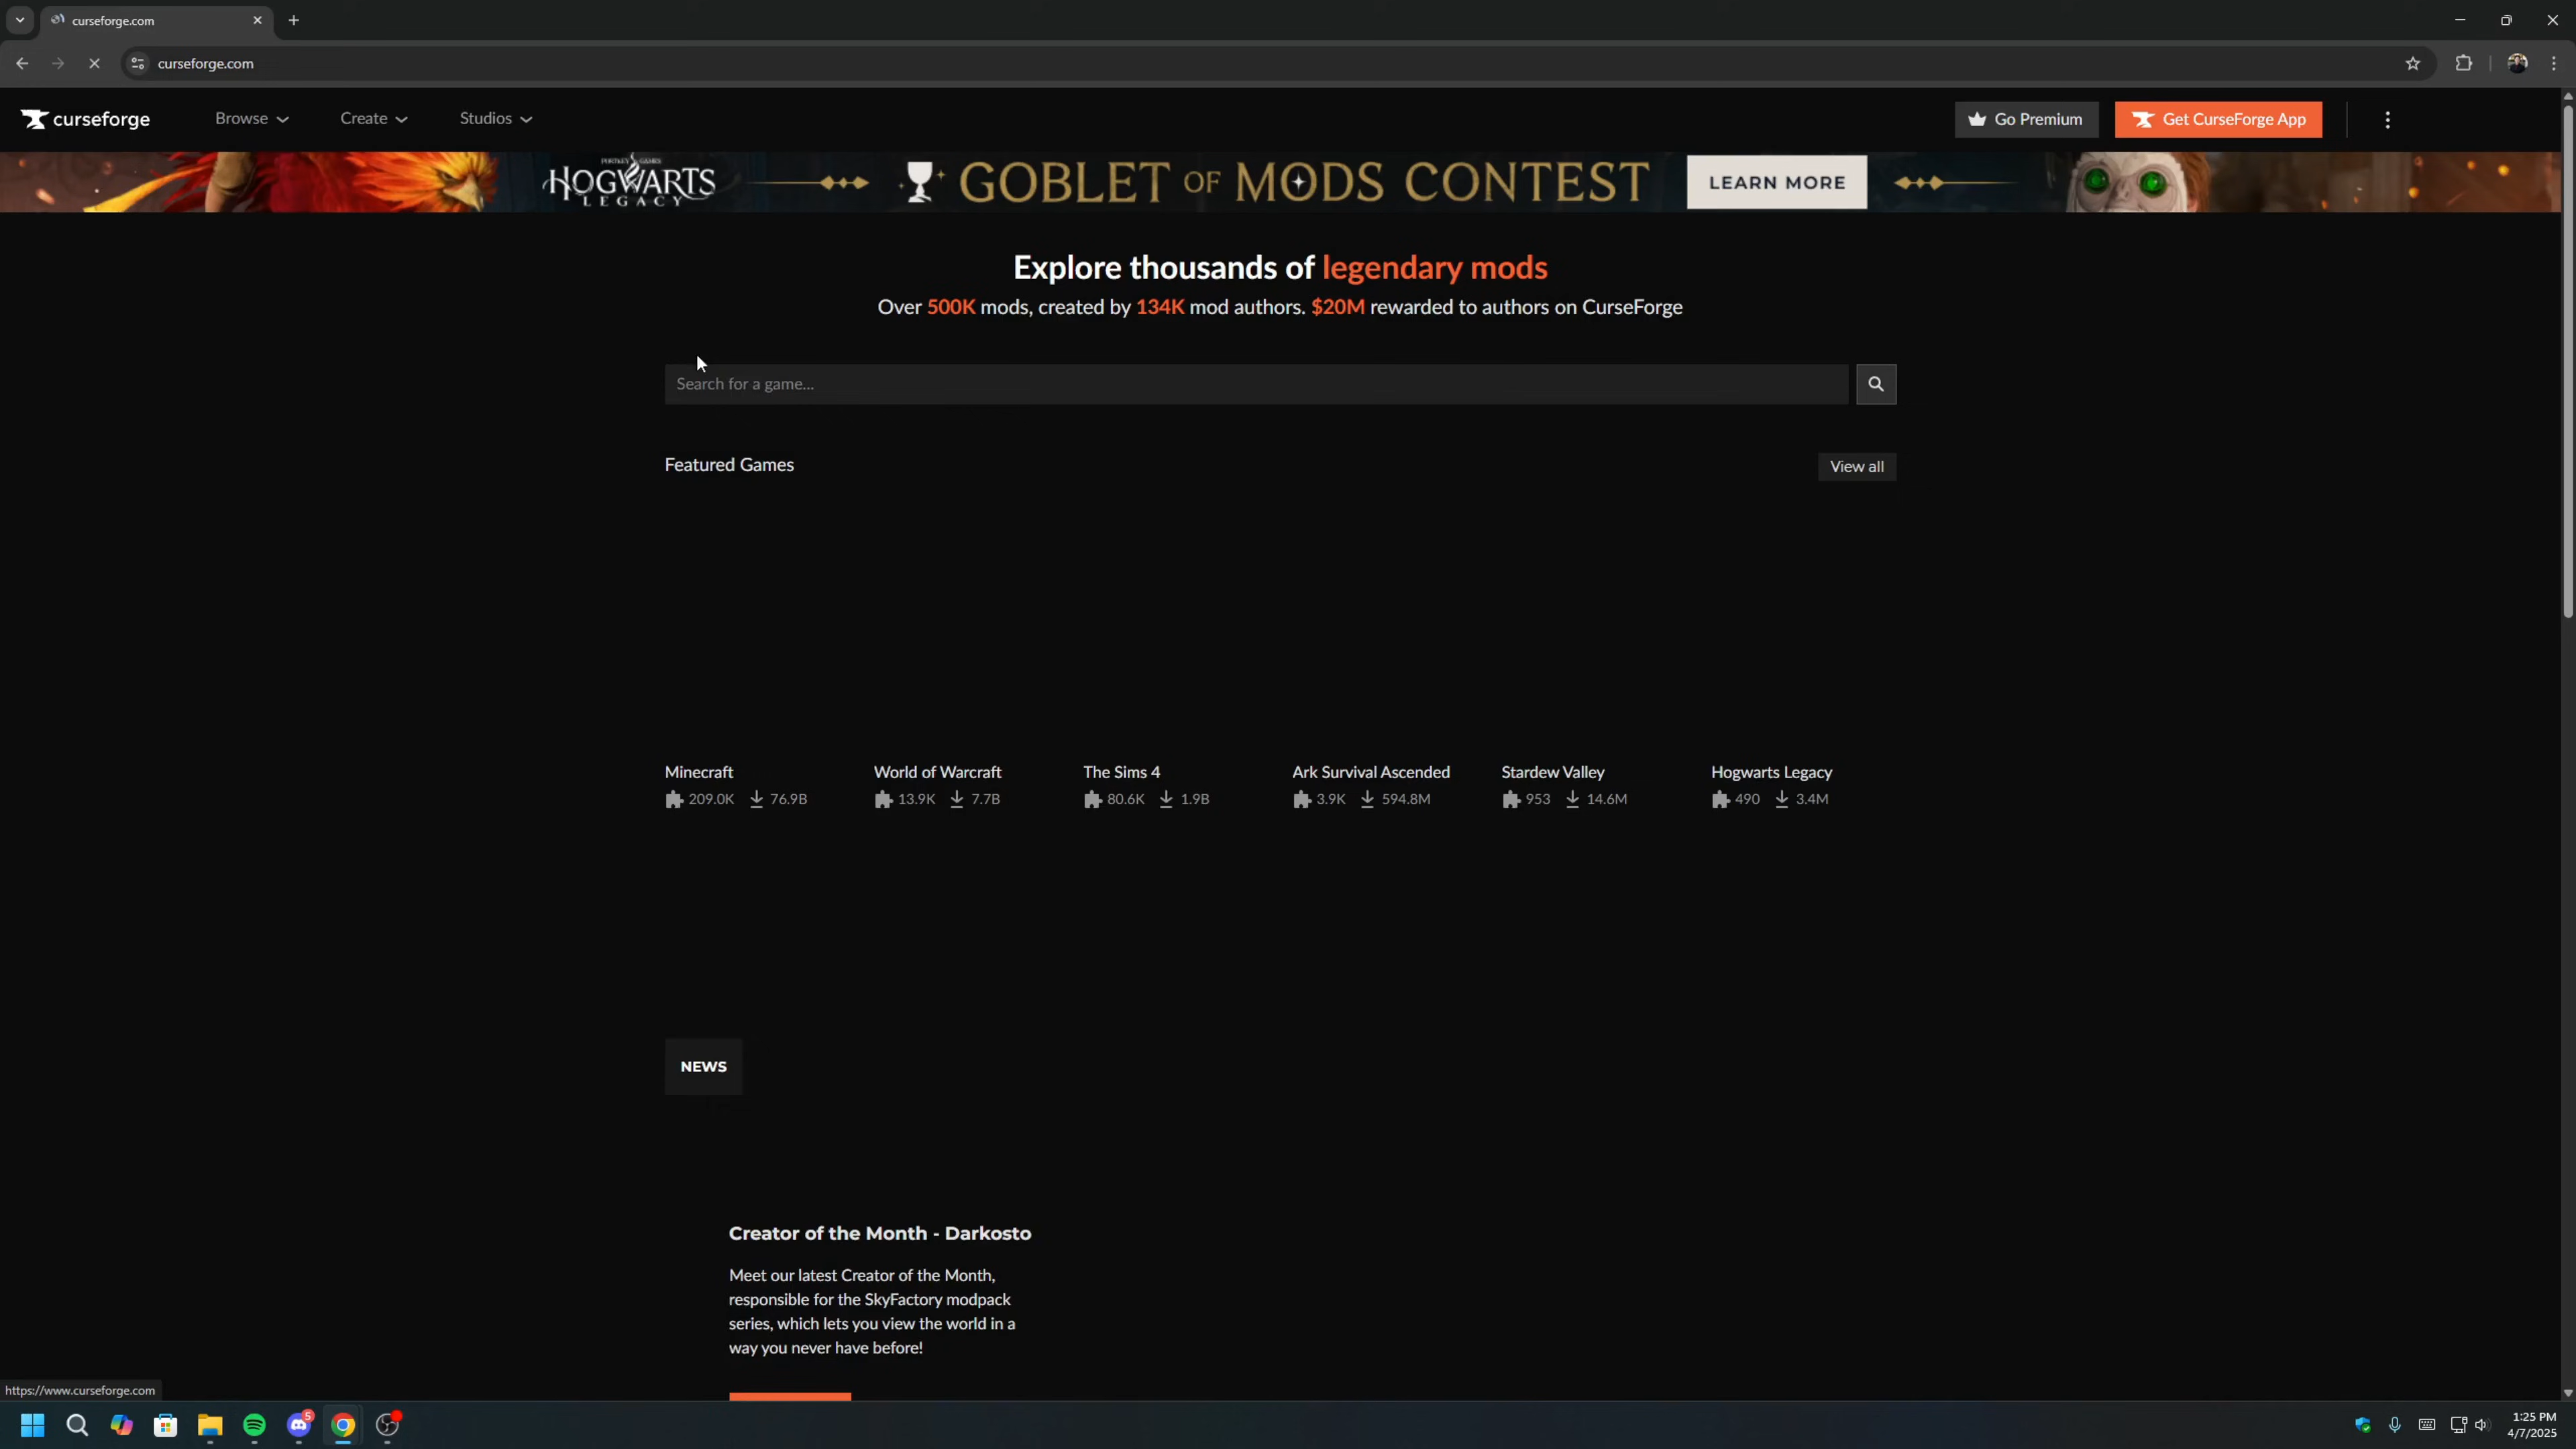 curseforge.com
curseforge.com
curseforge
Browse
Create
Studios
Go Premium
Get CurseForge App
PORTKEY GAMES
HOGWARTS
LEGACY
GOBLET OF MODS CONTEST
LEARN MORE
Explore thousands of legendary mods
Over 500K mods, created by 134K mod authors. $20M rewarded to authors on CurseForge
Search for a game...
Featured Games
View all
Minecraft
209.0K 76.9B
World of Warcraft
13.9K 7.7B
The Sims 4
80.6K 1.9B
Ark Survival Ascended
3.9K 594.8M
Stardew Valley
953 14.6M
Hogwarts Legacy
490 3.4M
NEWS
Creator of the Month - Darkosto
Meet our latest Creator of the Month,
responsible for the SkyFactory modpack
series, which lets you view the world in a
way you never have before!
https://www.curseforge.com
5
1:25 PM
4/7/2025